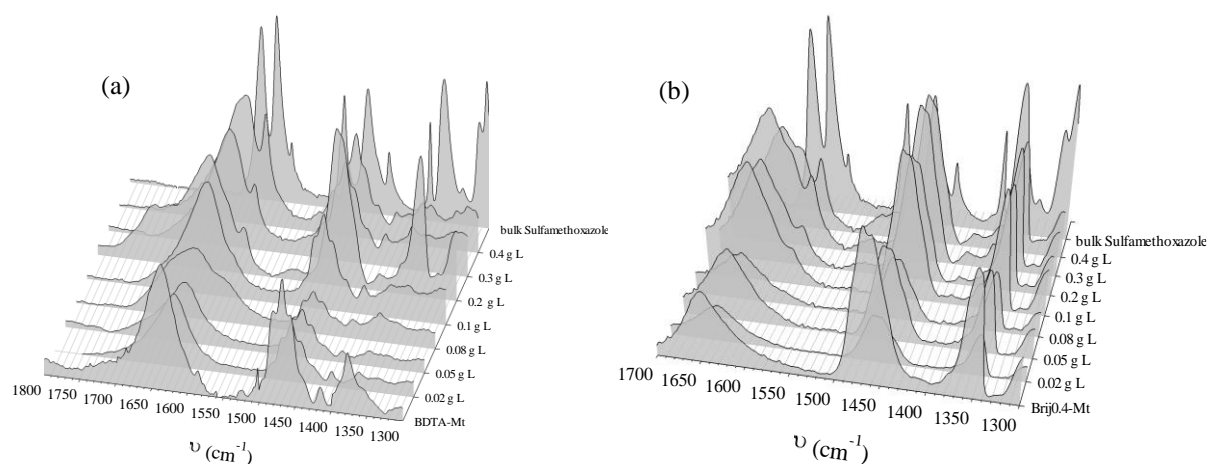 (a)
bulk Sulfamethoxazole
0.4 g L
0.3 g L
0.2 g L
0.1 g L
0.08 g L
0.05 g L
0.02 g L
BDTA-Mt
1800 1750 1700 1650 1600 1550 1500 1450 1400 1350 1300
υ (cm⁻¹)
(b)
bulk Sulfamethoxazole
0.4 g L
0.3 g L
0.2 g L
0.1 g L
0.08 g L
0.05 g L
0.02 g L
Brij0.4-Mt
1700 1650 1600 1550 1500 1450 1400 1350 1300
υ (cm⁻¹)